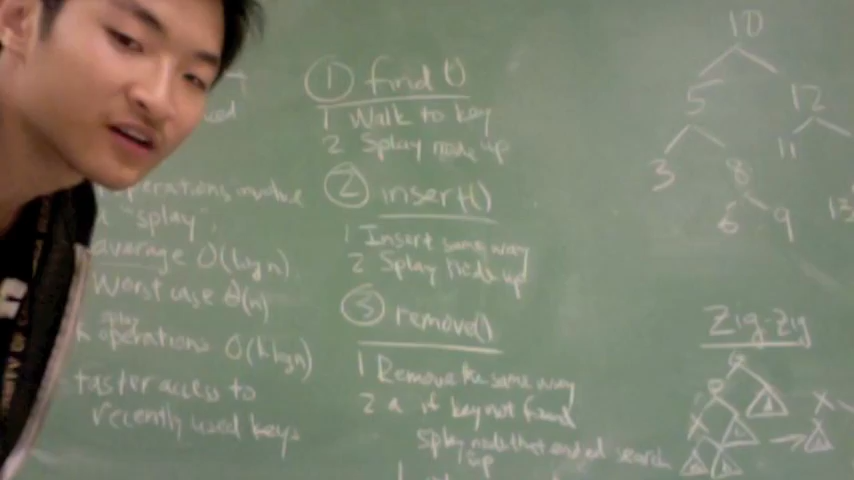 operations involve
a "splay".
average O(log n)
Worst case θ(n)
k splay operations O(k log n)
faster access to
recently used keys
① find()
1 Walk to key
2 Splay node up
② insert()
1 Insert same way
2 Splay node up
③ remove()
1 Remove the same way
2 a if key not found
splay node that ended search
up
10
5 12
3 8 11
6 9 13
Zig-Zig